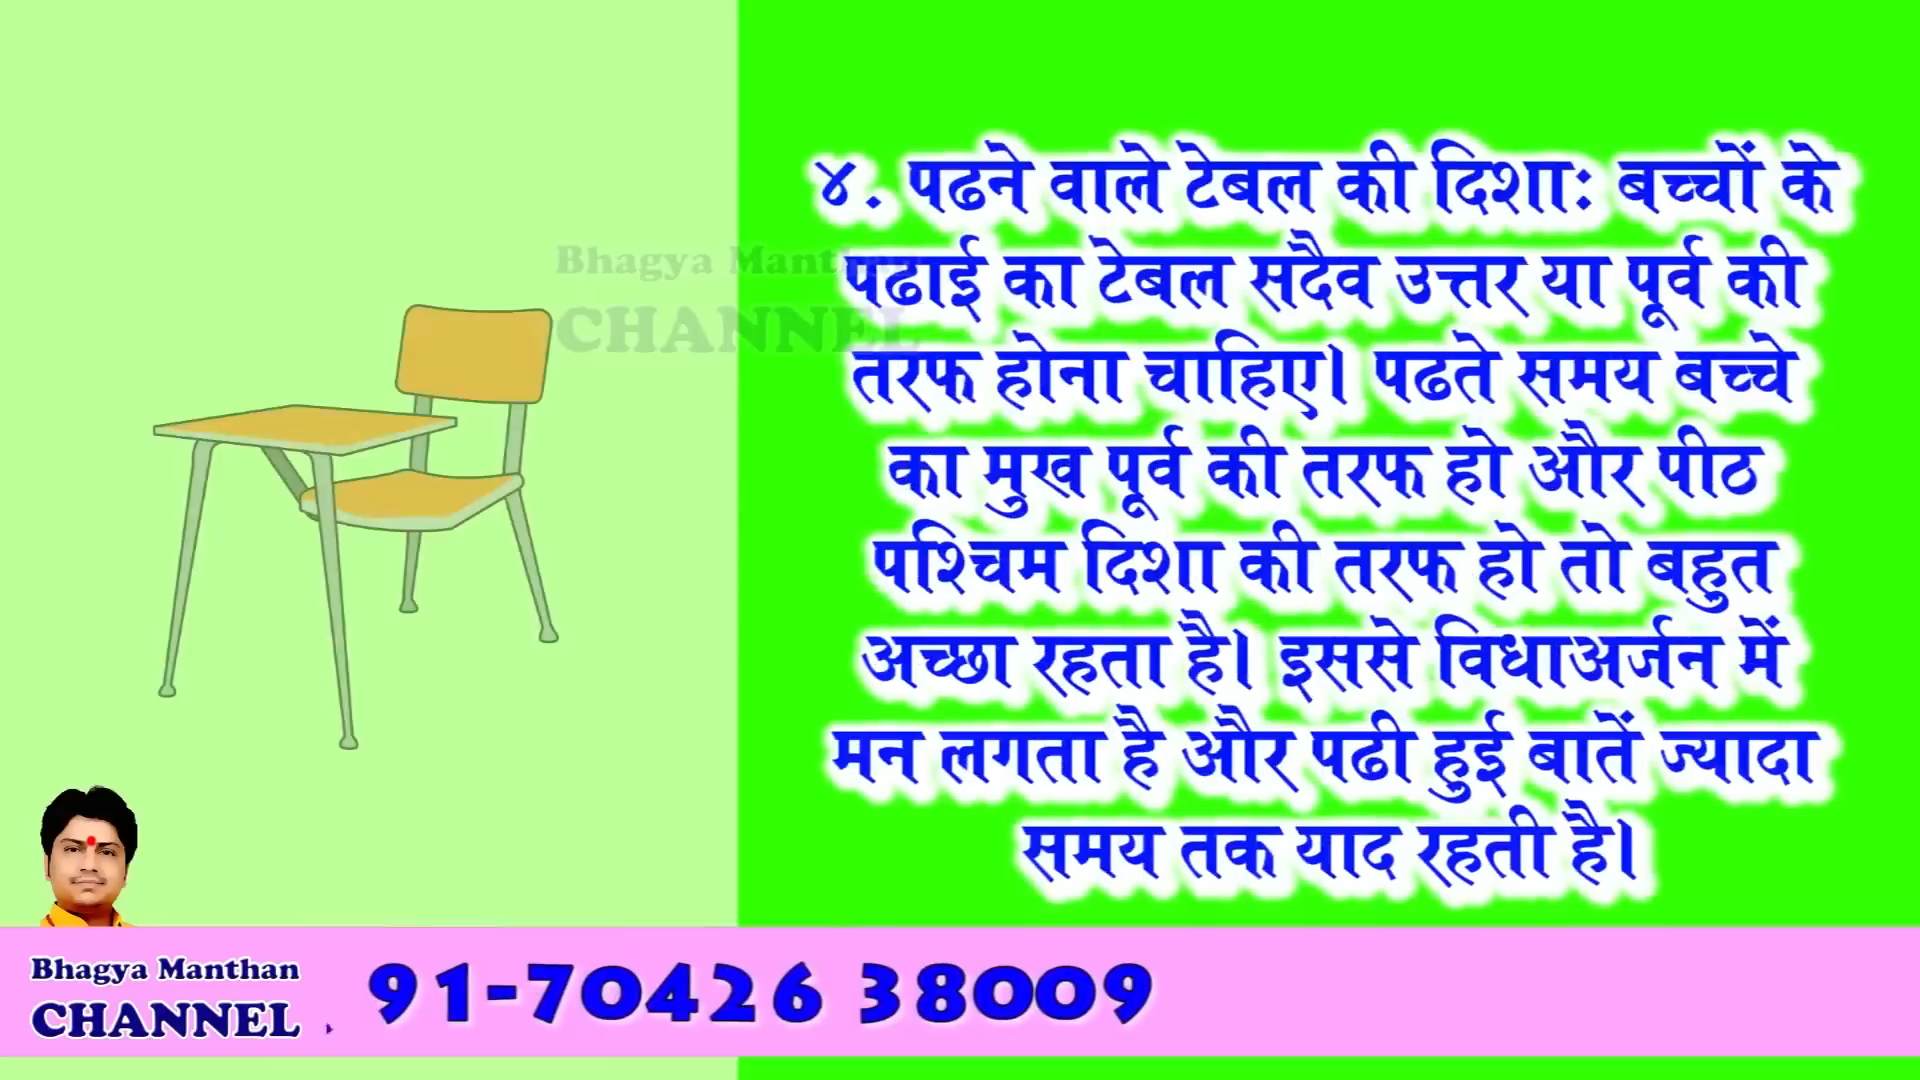 ४. पढने वाले टेबल की दिशाः बच्चों के
पढाई का टेबल सदैव उत्तर या पूर्व की
तरफ होना चाहिए। पढते समय बच्चे
का मुख पूर्व की तरफ हो और पीठ
पश्चिम दिशा की तरफ हो तो बहुत
अच्छा रहता है। इससे विधाअर्जन में
मन लगता है और पढी हुई बातें ज्यादा
समय तक याद रहती है।
Bhagya Manthan
CHANNEL
Bhagya Manthan
CHANNEL
91-70426 38009